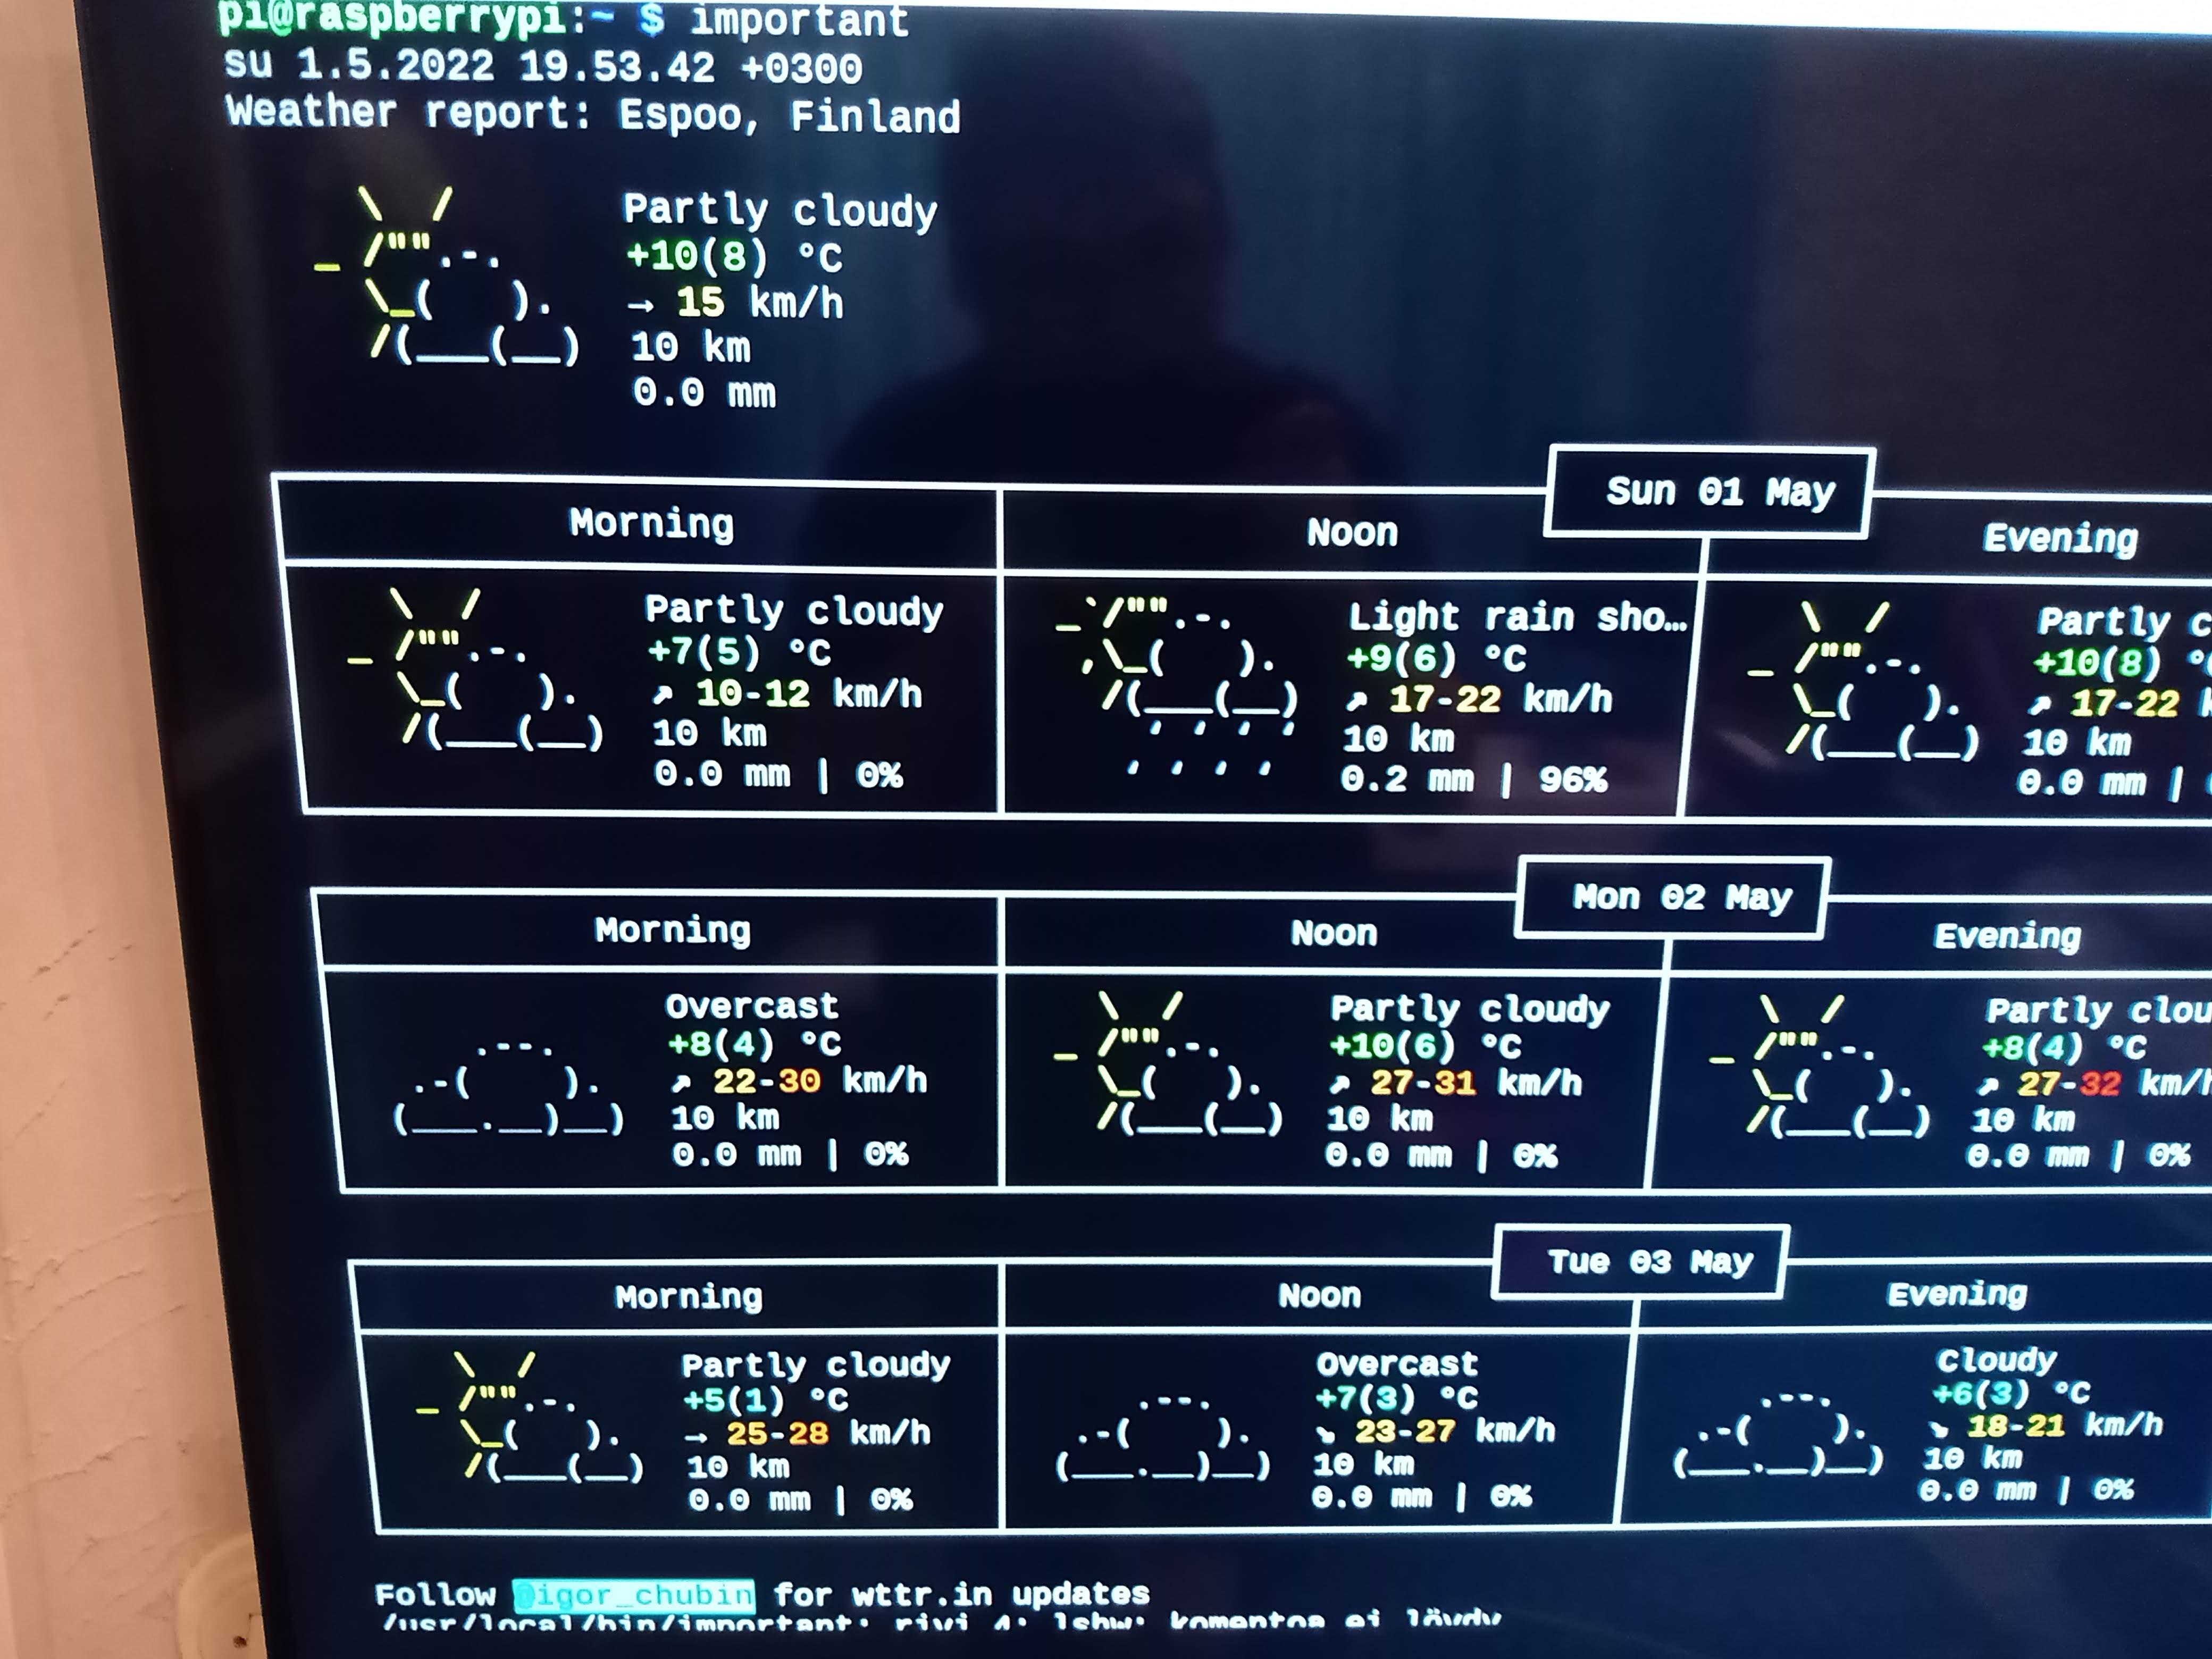 pi@raspberrypi:~ $ important
su 1.5.2022 19.53.42 +0300
Weather report: Espoo, Finland
Partly cloudy
+10(8) °C
→ 15 km/h
10 km
0.0 mm
Sun 01 May
Morning Noon Evening
Partly cloudy Light rain sho… Partly c
+7(5) °C +9(6) °C +10(8) °
↗ 10-12 km/h ↗ 17-22 km/h ↗ 17-22
10 km 10 km 10 km
0.0 mm | 0% 0.2 mm | 96% 0.0 mm |
Mon 02 May
Morning Noon Evening
Overcast Partly cloudy Partly clou
+8(4) °C +10(6) °C +8(4) °C
↗ 22-30 km/h ↗ 27-31 km/h ↗ 27-32 km/h
10 km 10 km 10 km
0.0 mm | 0% 0.0 mm | 0% 0.0 mm | 0%
Tue 03 May
Morning Noon Evening
Partly cloudy Overcast Cloudy
+5(1) °C +7(3) °C +6(3) °C
→ 25-28 km/h ↘ 23-27 km/h ↘ 18-21 km/h
10 km 10 km 10 km
0.0 mm | 0% 0.0 mm | 0% 0.0 mm | 0%
Follow @igor_chubin for wttr.in updates
/usr/local/bin/important: rivi 4: lshw: komentoa ei löydy